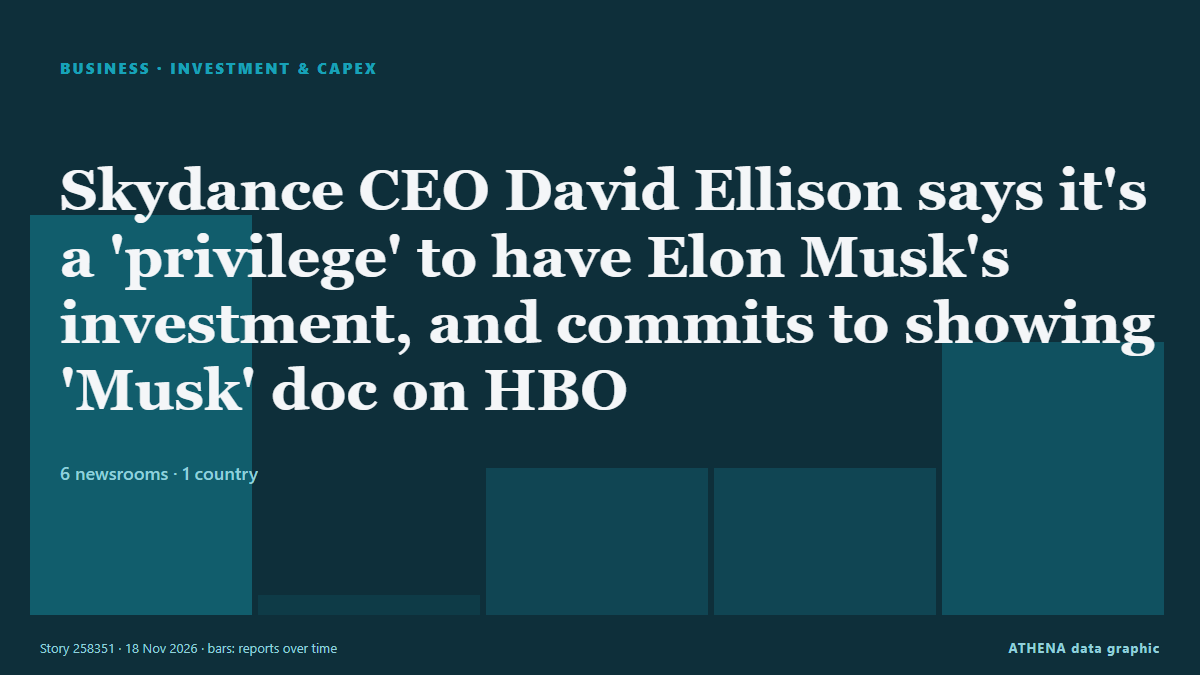 BUSINESS · INVESTMENT & CAPEX
Skydance CEO David Ellison says it's
a 'privilege' to have Elon Musk's
investment, and commits to showing
'Musk' doc on HBO
6 newsrooms · 1 country
Story 258351 · 18 Nov 2026 · bars: reports over time
ATHENA data graphic